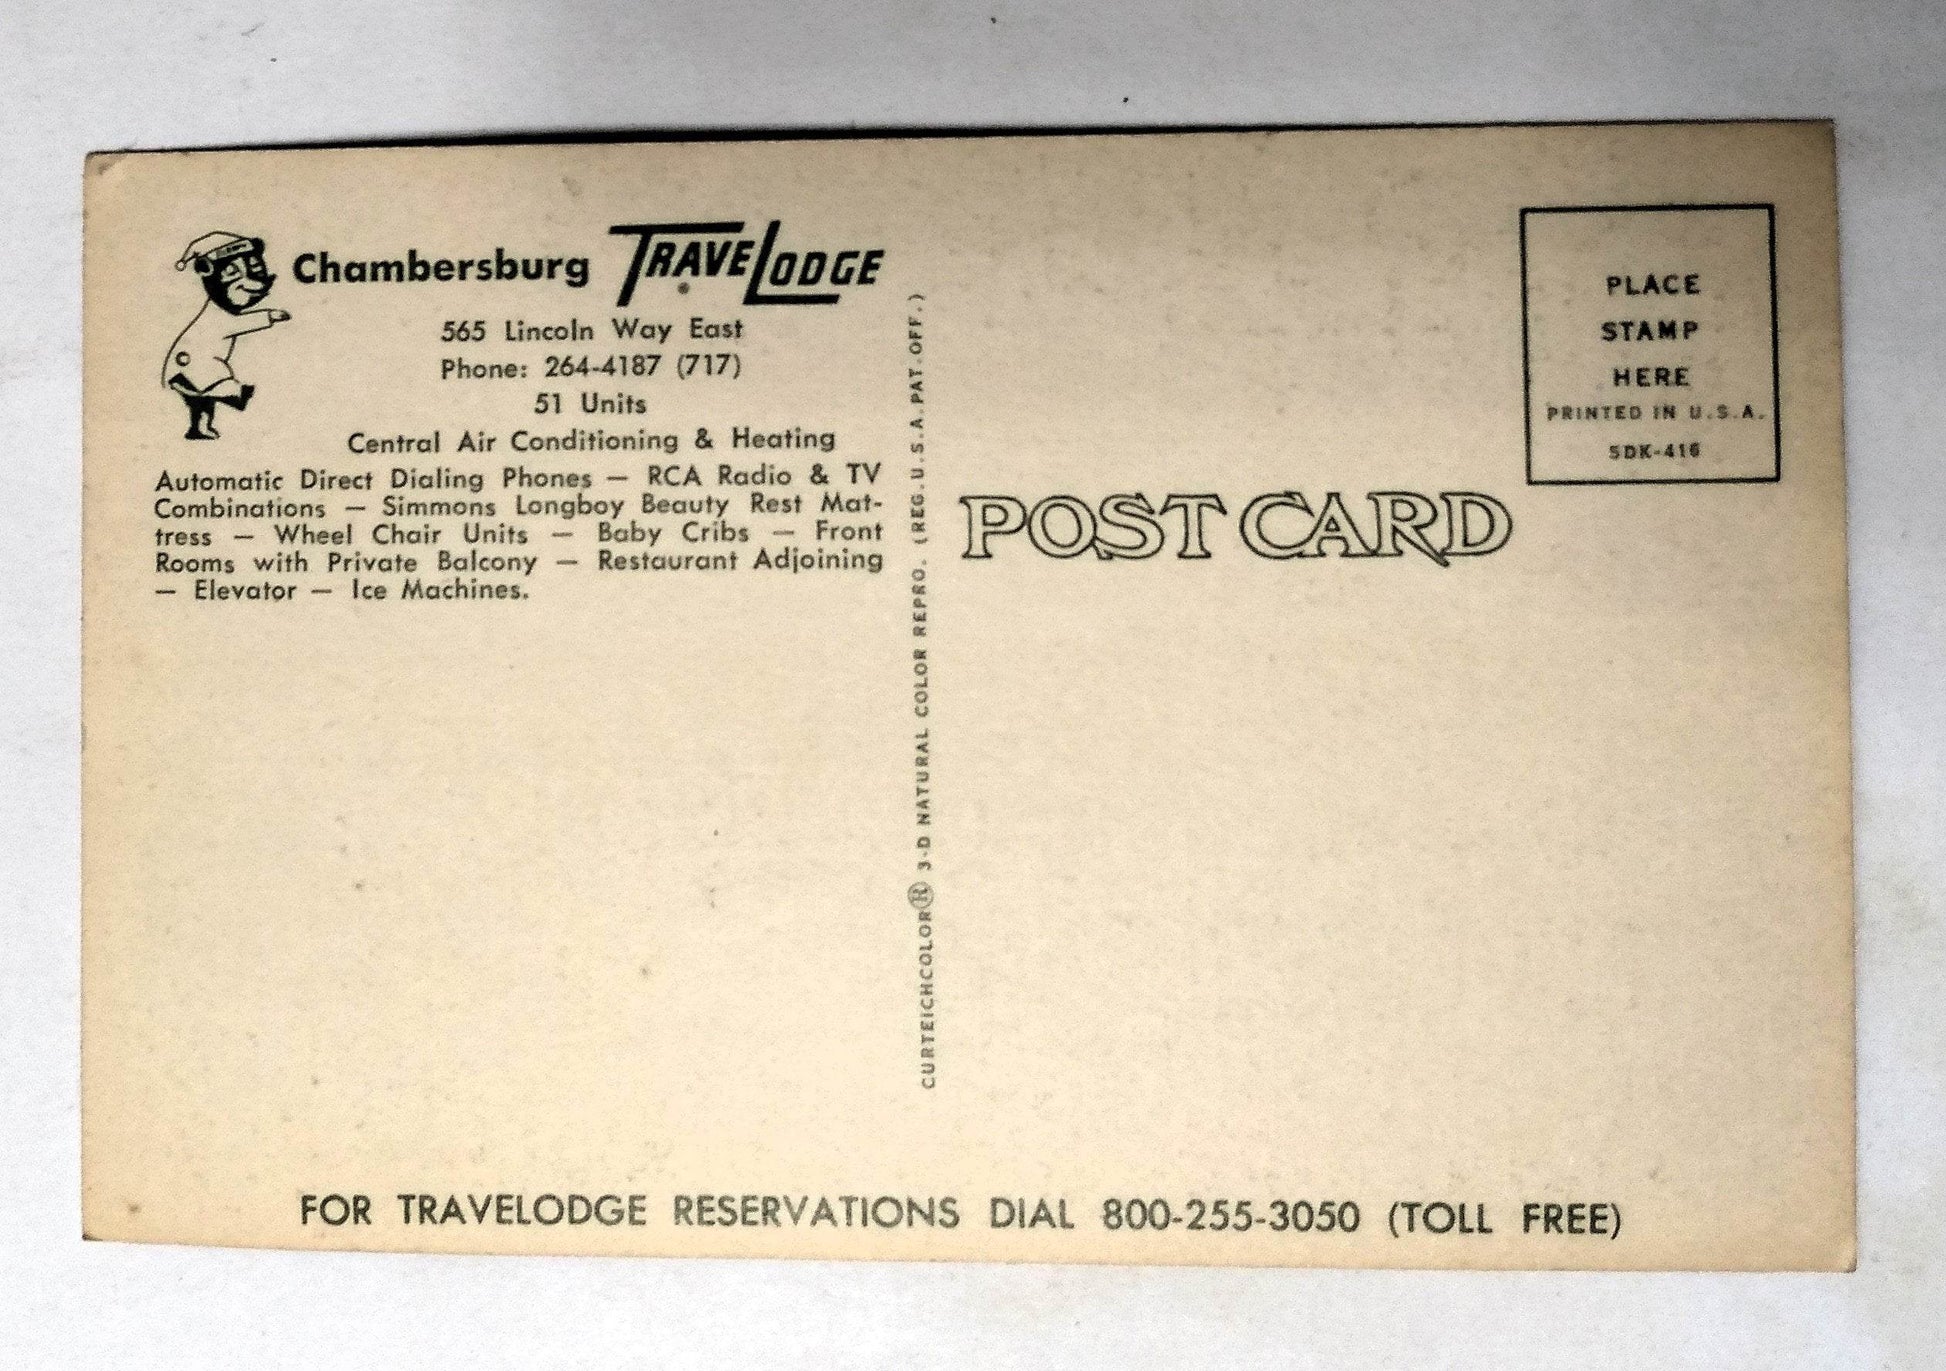 Chambersburg TRAVELODGE
565 Lincoln Way East
Phone: 264-4187 (717)
51 Units
Central Air Conditioning & Heating
Automatic Direct Dialing Phones — RCA Radio & TV
Combinations — Simmons Longboy Beauty Rest Mat-
tress — Wheel Chair Units — Baby Cribs — Front
Rooms with Private Balcony — Restaurant Adjoining
— Elevator — Ice Machines.
CURTEICHCOLOR® 3-D NATURAL COLOR REPRO. (REG. U.S.A. PAT. OFF.)
POST CARD
PLACE
STAMP
HERE
PRINTED IN U.S.A.
5DK-416
FOR TRAVELODGE RESERVATIONS DIAL 800-255-3050 (TOLL FREE)